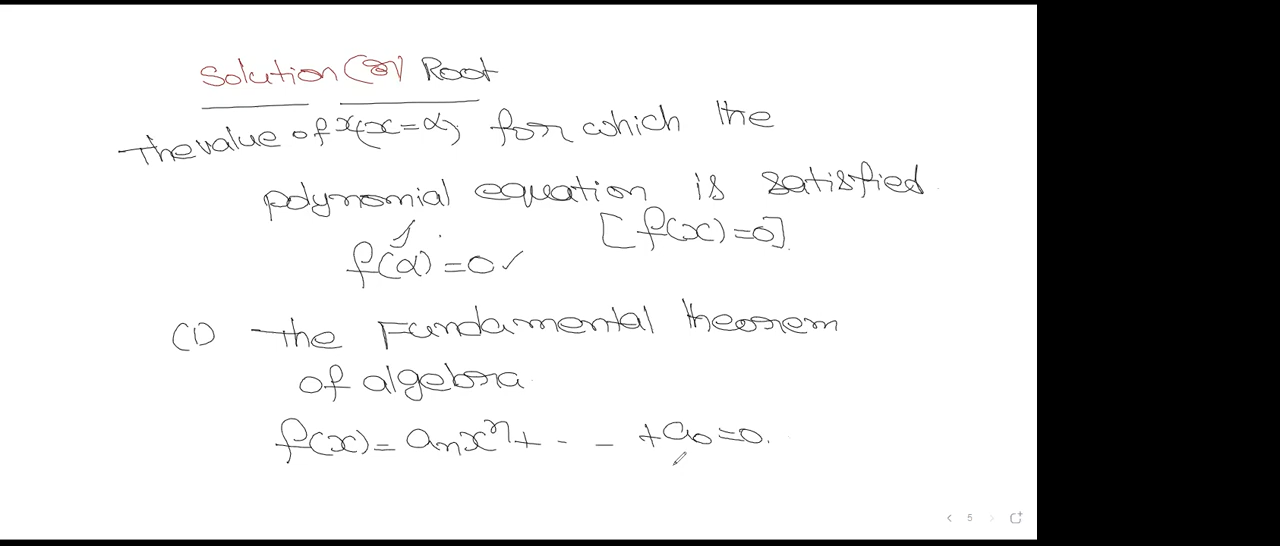 Solution (or) Root
The value of x(x=α) for which the
polynomial equation is satisfied
[f(x)=0].
f(α)=0✓
(1) The Fundamental theorem
of algebra
f(x)= aₙxⁿ+ - - +a₀=0.
5